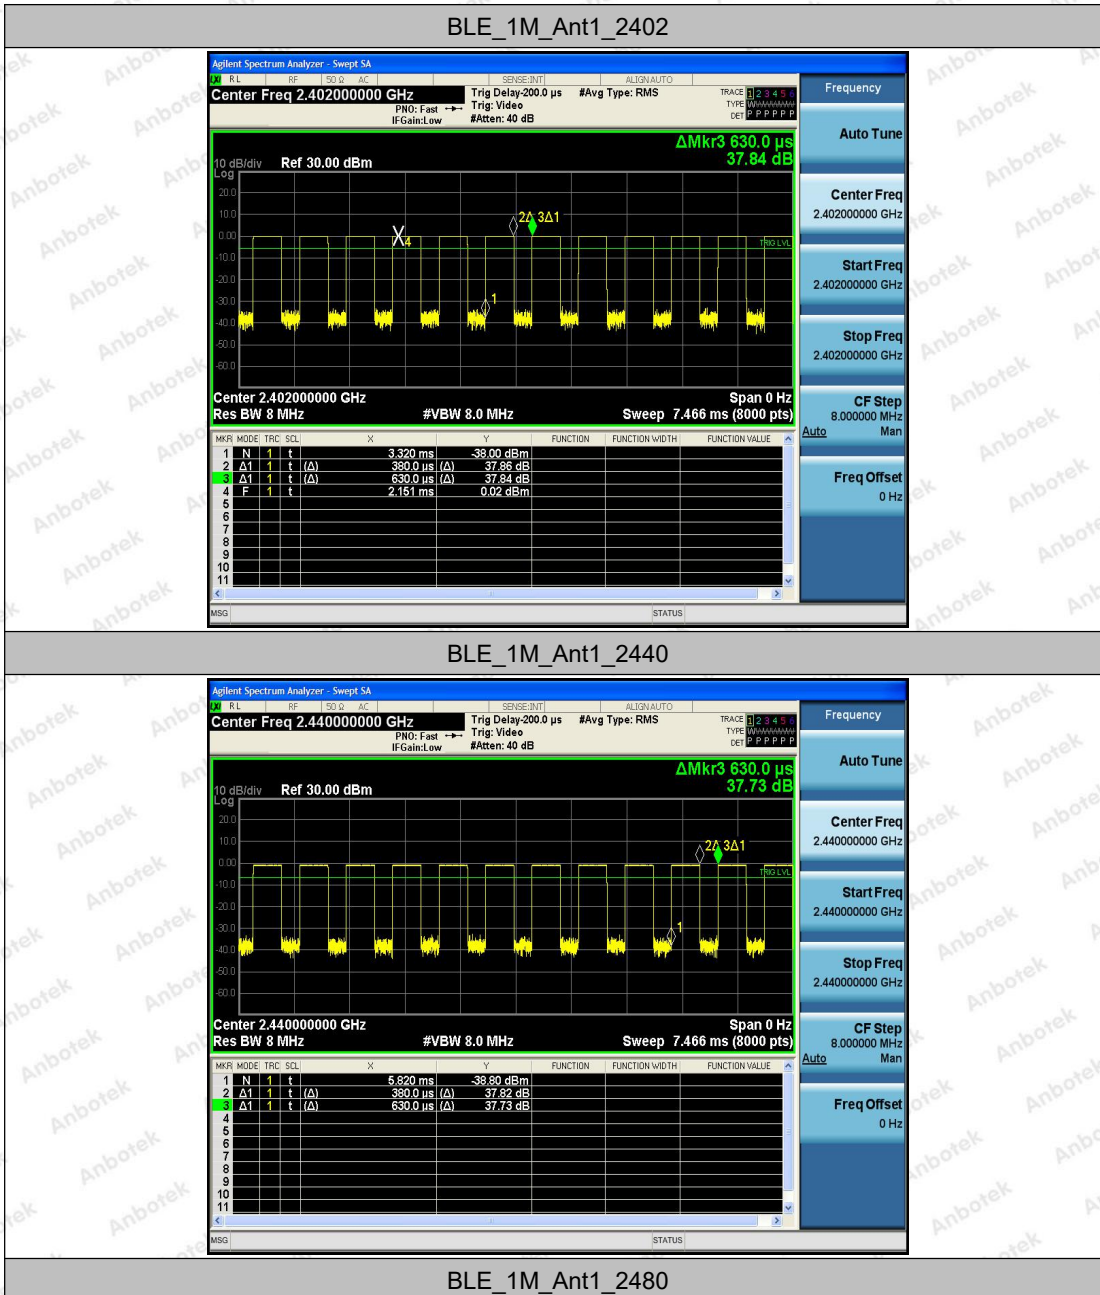 BLE_1M_Ant1_2402
Agilent Spectrum Analyzer - Swept SA
LXI RL RF 50 Ω AC SENSE:INT ALIGNAUTO
Center Freq 2.402000000 GHz
PNO: Fast
IFGain:Low
Trig Delay-200.0 µs
Trig: Video
#Atten: 40 dB
#Avg Type: RMS
TRACE 1 2 3 4 5 6
TYPE W
DET P P P P P P
ΔMkr3 630.0 µs
37.84 dB
10 dB/div Ref 30.00 dBm
Log
20.0
10.0
0.00
-10.0
-20.0
-30.0
-40.0
-50.0
-60.0
4
1
2Δ 3Δ1
TRIG LVL
Center 2.402000000 GHz Span 0 Hz
Res BW 8 MHz #VBW 8.0 MHz Sweep 7.466 ms (8000 pts)
MKR MODE TRC SCL X Y FUNCTION FUNCTION WIDTH FUNCTION VALUE
1 N 1 t 3.320 ms -38.00 dBm
2 Δ1 1 t (Δ) 380.0 µs (Δ) 37.86 dB
3 Δ1 1 t (Δ) 630.0 µs (Δ) 37.84 dB
4 F 1 t 2.151 ms 0.02 dBm
5
6
7
8
9
10
11
MSG STATUS
Frequency
Auto Tune
Center Freq
2.402000000 GHz
Start Freq
2.402000000 GHz
Stop Freq
2.402000000 GHz
CF Step
8.000000 MHz
Auto Man
Freq Offset
0 Hz
BLE_1M_Ant1_2440
Agilent Spectrum Analyzer - Swept SA
LXI RL RF 50 Ω AC SENSE:INT ALIGNAUTO
Center Freq 2.440000000 GHz
PNO: Fast
IFGain:Low
Trig Delay-200.0 µs
Trig: Video
#Atten: 40 dB
#Avg Type: RMS
TRACE 1 2 3 4 5 6
TYPE W
DET P P P P P P
ΔMkr3 630.0 µs
37.73 dB
10 dB/div Ref 30.00 dBm
Log
20.0
10.0
0.00
-10.0
-20.0
-30.0
-40.0
-50.0
-60.0
2Δ 3Δ1
1
TRIG LVL
Center 2.440000000 GHz Span 0 Hz
Res BW 8 MHz #VBW 8.0 MHz Sweep 7.466 ms (8000 pts)
MKR MODE TRC SCL X Y FUNCTION FUNCTION WIDTH FUNCTION VALUE
1 N 1 t 5.820 ms -38.80 dBm
2 Δ1 1 t (Δ) 380.0 µs (Δ) 37.82 dB
3 Δ1 1 t (Δ) 630.0 µs (Δ) 37.73 dB
4
5
6
7
8
9
10
11
MSG STATUS
Frequency
Auto Tune
Center Freq
2.440000000 GHz
Start Freq
2.440000000 GHz
Stop Freq
2.440000000 GHz
CF Step
8.000000 MHz
Auto Man
Freq Offset
0 Hz
BLE_1M_Ant1_2480